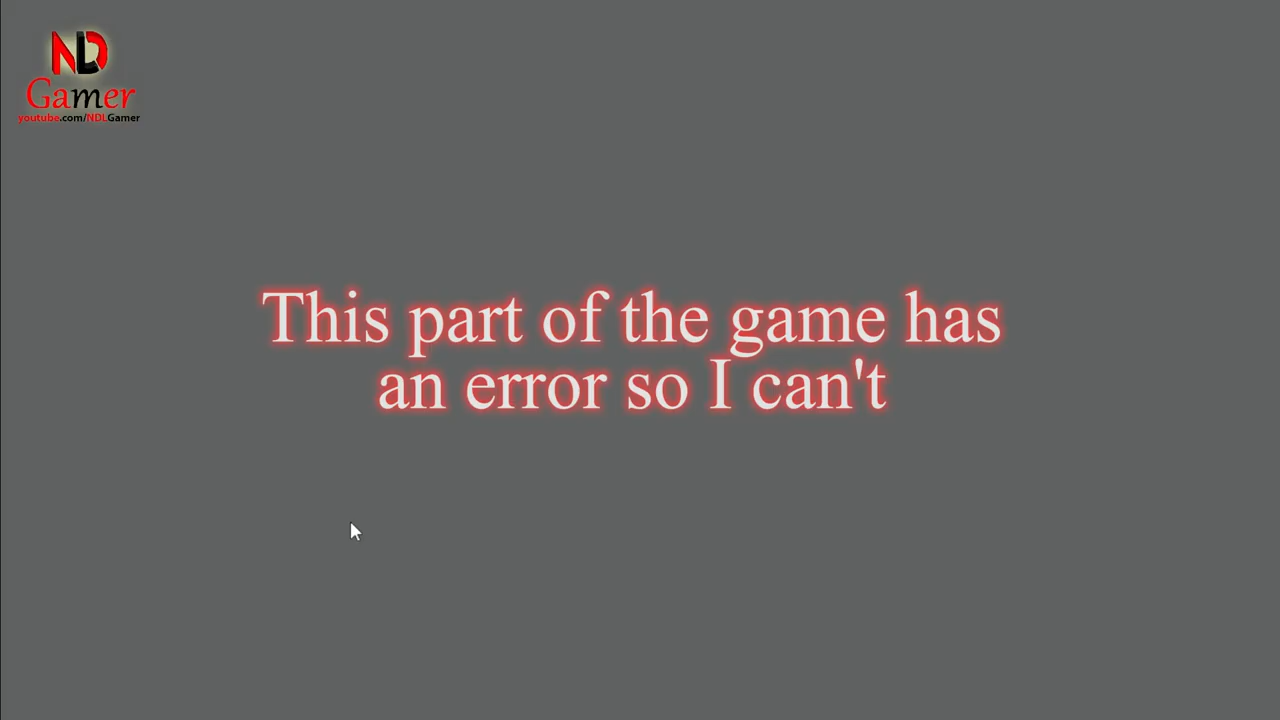 NDL
Gamer
youtube.com/NDLGamer
This part of the game has
an error so I can't